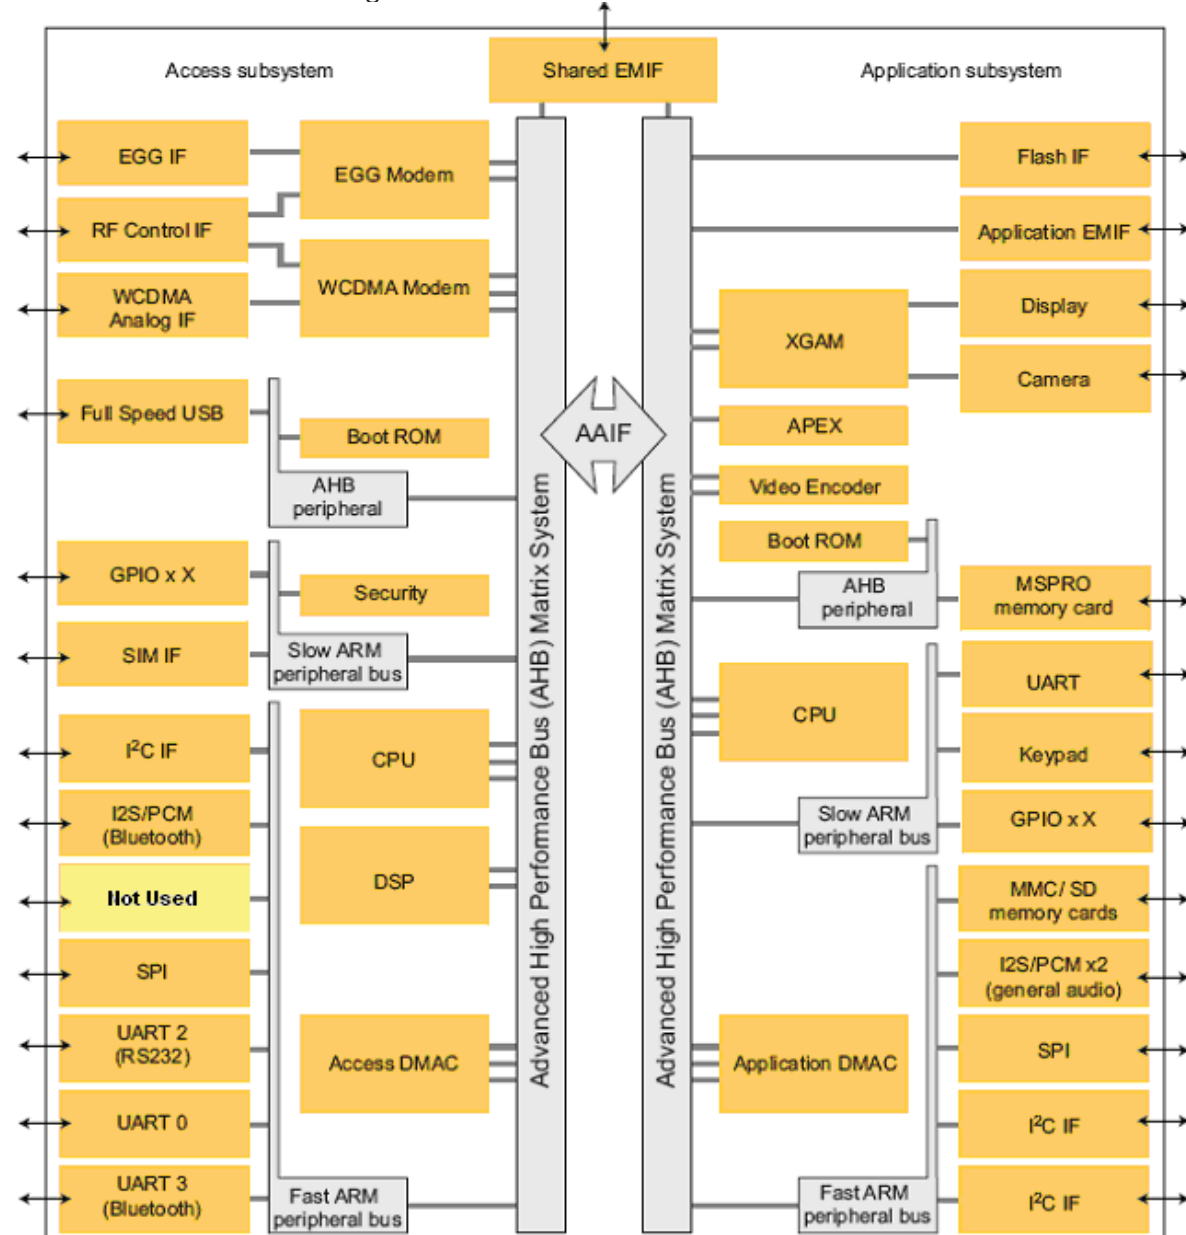 Access subsystem
Shared EMIF
Application subsystem
EGG IF
EGG Modem
RF Control IF
WCDMA Modem
WCDMA
Analog IF
Full Speed USB
Boot ROM
AHB
peripheral
GPIO x X
Security
SIM IF
Slow ARM
peripheral bus
I²C IF
CPU
I2S/PCM
(Bluetooth)
Not Used
DSP
SPI
UART 2
(RS232)
Access DMAC
UART 0
UART 3
(Bluetooth)
Fast ARM
peripheral bus
Advanced High Performance Bus (AHB) Matrix System
AAIF
Advanced High Performance Bus (AHB) Matrix System
Flash IF
Application EMIF
XGAM
Display
Camera
APEX
Video Encoder
Boot ROM
AHB
peripheral
MSPRO
memory card
CPU
UART
Keypad
Slow ARM
peripheral bus
GPIO x X
MMC/ SD
memory cards
I2S/PCM x2
(general audio)
Application DMAC
SPI
I²C IF
Fast ARM
peripheral bus
I²C IF